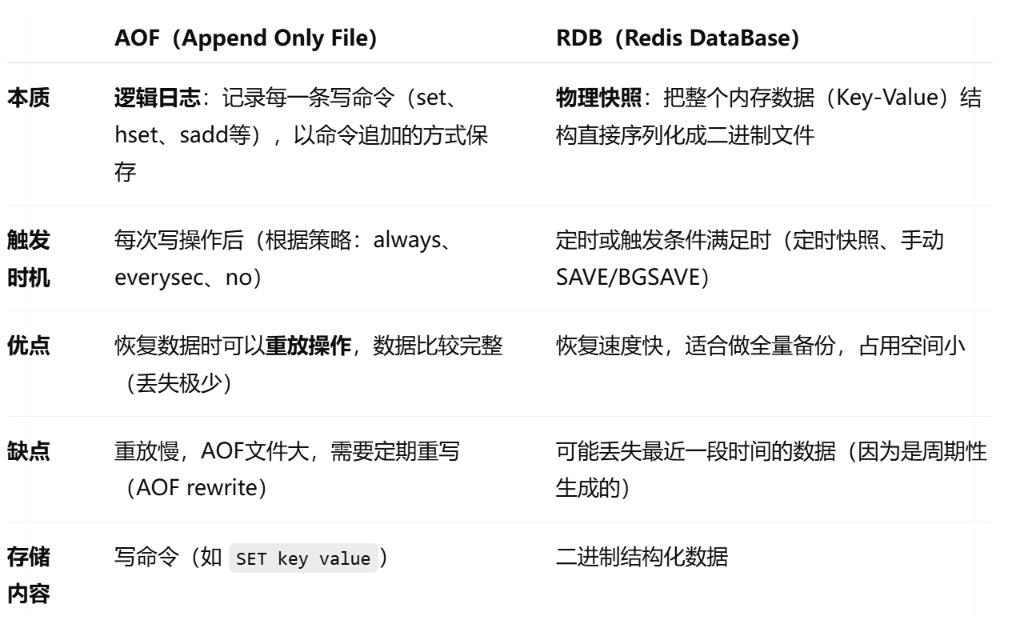 AOF（Append Only File） RDB（Redis DataBase）
本质 逻辑日志：记录每一条写命令（set、 物理快照：把整个内存数据（Key-Value）结
hset、sadd等），以命令追加的方式保 构直接序列化成二进制文件
存
触发 每次写操作后（根据策略：always、 定时或触发条件满足时（定时快照、手动
时机 everysec、no） SAVE/BGSAVE）
优点 恢复数据时可以重放操作，数据比较完整 恢复速度快，适合做全量备份，占用空间小
（丢失极少）
缺点 重放慢，AOF文件大，需要定期重写 可能丢失最近一段时间的数据（因为是周期性
（AOF rewrite） 生成的）
存储 写命令（如 SET key value ） 二进制结构化数据
内容